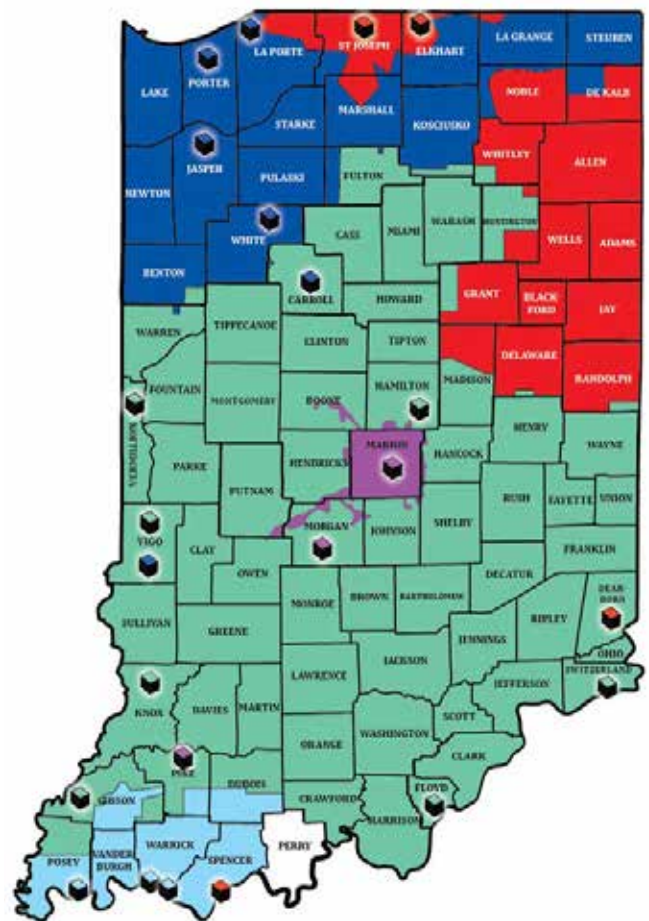 LA GRANGE
STEUBEN
LA PORTE
ST JOSEPH
ELKHART
LAKE
PORTER
NOBLE
DE KALB
MARSHALL
KOSCIUSKO
STARKE
WHITLEY
ALLEN
JASPER
NEWTON
PULASKI
FULTON
WABASH
HUNTINGTON
CASS
MIAMI
WELLS
ADAMS
WHITE
BENTON
CARROLL
GRANT
BLACK
FORD
JAY
HOWARD
WARREN
TIPPECANOE
CLINTON
TIPTON
DELAWARE
RANDOLPH
FOUNTAIN
MONTGOMERY
BOONE
HAMILTON
MADISON
HENRY
WAYNE
MARION
HANCOCK
HENDRICKS
PARKE
PUTNAM
RUSH
FAYETTE
UNION
MORGAN
JOHNSON
SHELBY
VIGO
CLAY
OWEN
FRANKLIN
DECATUR
DEAR-
BORN
MONROE
BROWN
BARTHOLOMEW
RIPLEY
SULLIVAN
GREENE
JENNINGS
OHIO
SWITZERLAND
JACKSON
LAWRENCE
JEFFERSON
KNOX
DAVIES
MARTIN
SCOTT
WASHINGTON
ORANGE
CLARK
PIKE
DUBOIS
FLOYD
GIBSON
CRAWFORD
HARRISON
WARRICK
PERRY
POSEY
VANDER
BURGH
SPENCER